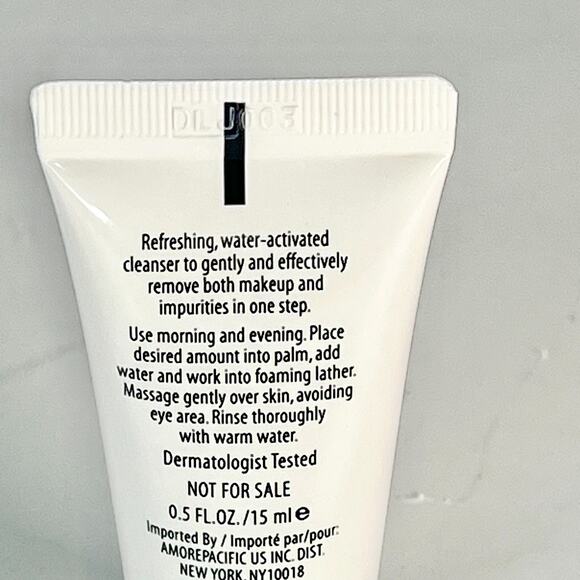 DLJ003
Refreshing, water-activated
cleanser to gently and effectively
remove both makeup and
impurities in one step.
Use morning and evening. Place
desired amount into palm, add
water and work into foaming lather.
Massage gently over skin, avoiding
eye area. Rinse thoroughly
with warm water.
Dermatologist Tested
NOT FOR SALE
0.5 FL.OZ./15 ml e
Imported By / Importé par/pour:
AMOREPACIFIC US INC. DIST.
NEW YORK, NY10018